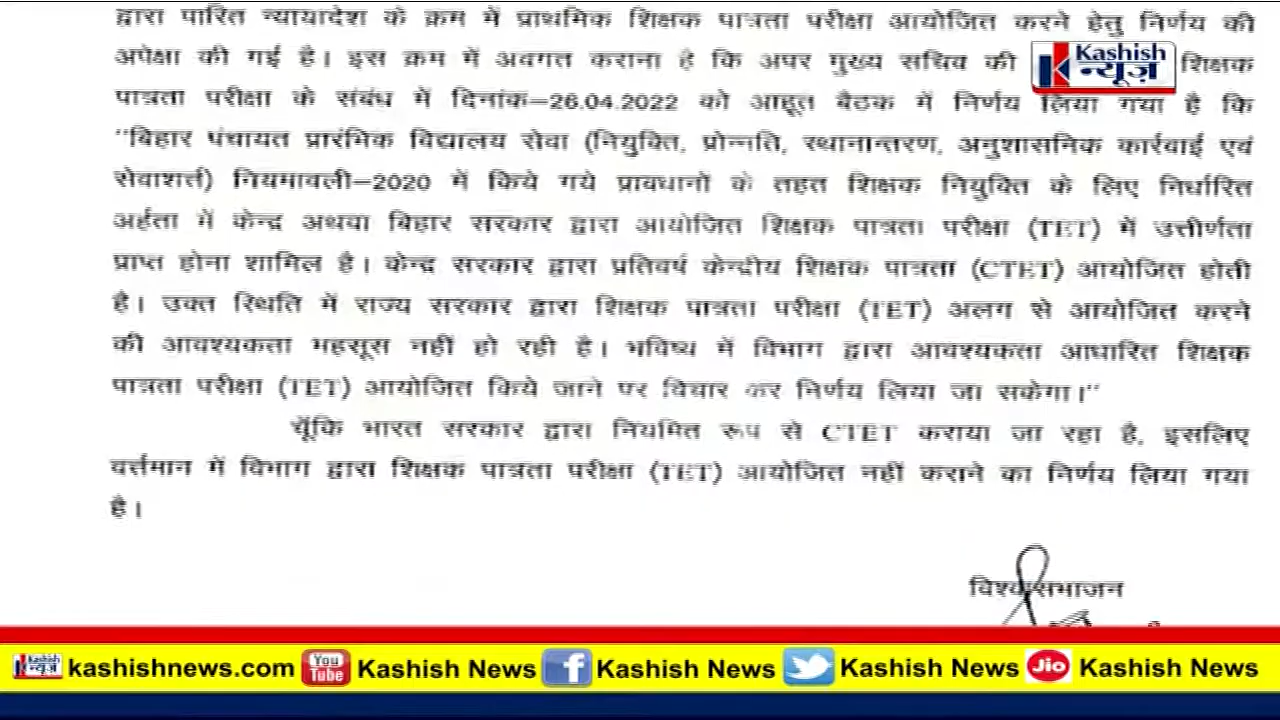 द्वारा पारित न्यायादेश के क्रम में प्राथमिक शिक्षक पात्रता परीक्षा आयोजित करने हेतु निर्णय की
अपेक्षा की गई है। इस क्रम में अवगत कराना है कि अपर मुख्य सचिव की शिक्षक
Kashish
न्यूज़
पात्रता परीक्षा के संबंध में दिनांक–26.04.2022 को आहूत बैठक में निर्णय लिया गया है कि
"बिहार पंचायत प्रारंमिक विद्यालय सेवा (नियुक्ति, प्रोन्नति, स्थानान्तरण, अनुशासनिक कार्रवाई एवं
सेवाशर्त्त) नियमावली–2020 में किये गये प्रावधानों के तहत शिक्षक नियुक्ति के लिए निर्धारित
अर्हता में केन्द्र अथवा बिहार सरकार द्वारा आयोजित शिक्षक पात्रता परीक्षा (TET) में उत्तीर्णता
प्राप्त होना शामिल है। केन्द्र सरकार द्वारा प्रतिवर्ष केन्दीय शिक्षक पात्रता (CTET) आयोजित होती
है। उक्त स्थिति में राज्य सरकार द्वारा शिक्षक पात्रता परीक्षा (TET) अलग से आयोजित करने
की आवश्यकता महसूस नहीं हो रही है। भविष्य में विभाग द्वारा आवश्यकता आधारित शिक्षक
पात्रता परीक्षा (TET) आयोजित किये जाने पर विचार कर निर्णय लिया जा सकेगा।"
चूँकि भारत सरकार द्वारा नियमित रूप से CTET कराया जा रहा है, इसलिए
वर्त्तमान में विभाग द्वारा शिक्षक पात्रता परीक्षा (TET) आयोजित नहीं कराने का निर्णय लिया गया
है।
विश्वासभाजन
Kashish न्यूज़ kashishnews.com You Tube Kashish News f Kashish News Kashish News Jio Kashish News